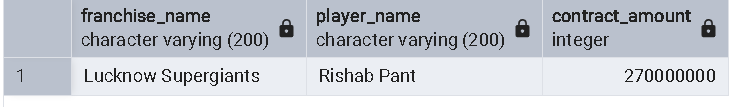 franchise_name player_name contract_amount
character varying (200) character varying (200) integer
1 Lucknow Supergiants Rishab Pant 270000000